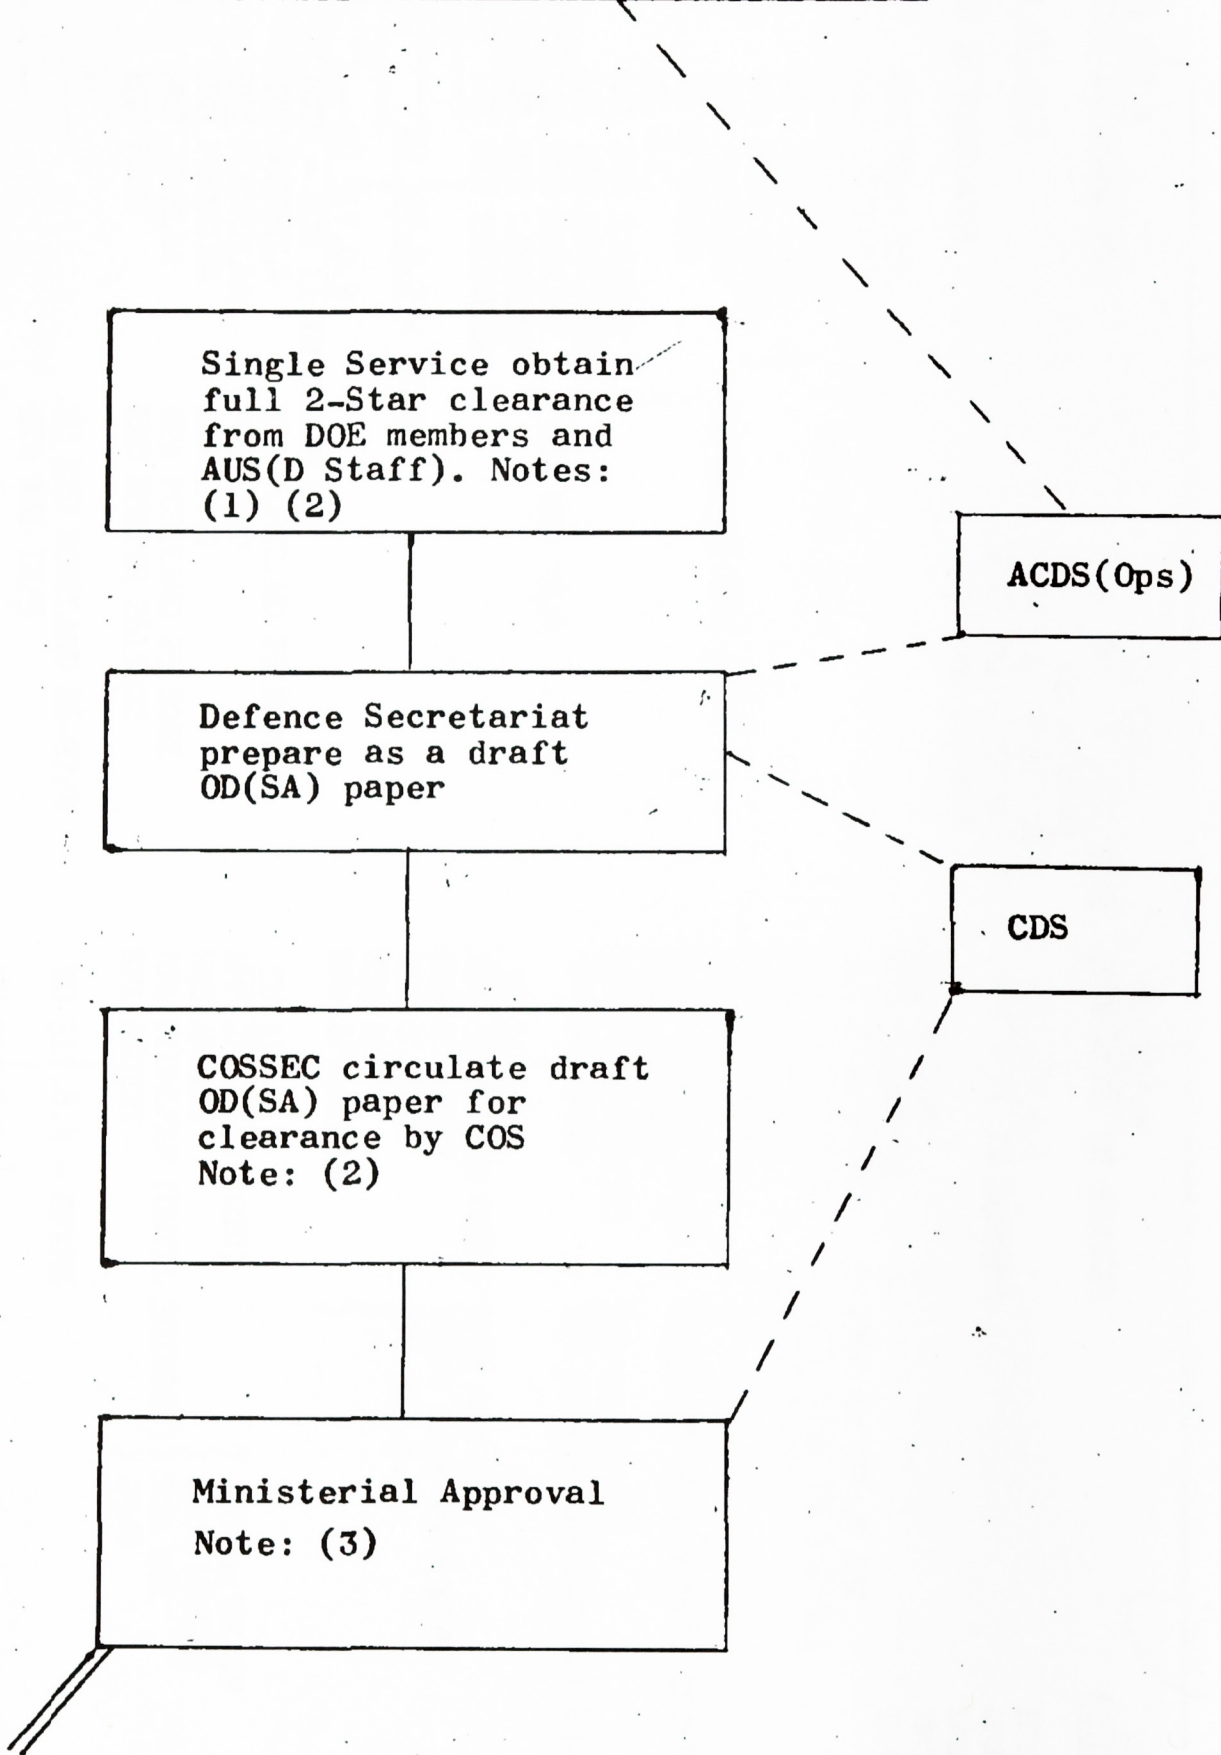 Single Service obtain
full 2-Star clearance
from DOE members and
AUS(D Staff). Notes:
(1) (2)
ACDS(Ops)
Defence Secretariat
prepare as a draft
OD(SA) paper
CDS
COSSEC circulate draft
OD(SA) paper for
clearance by COS
Note: (2)
Ministerial Approval
Note: (3)